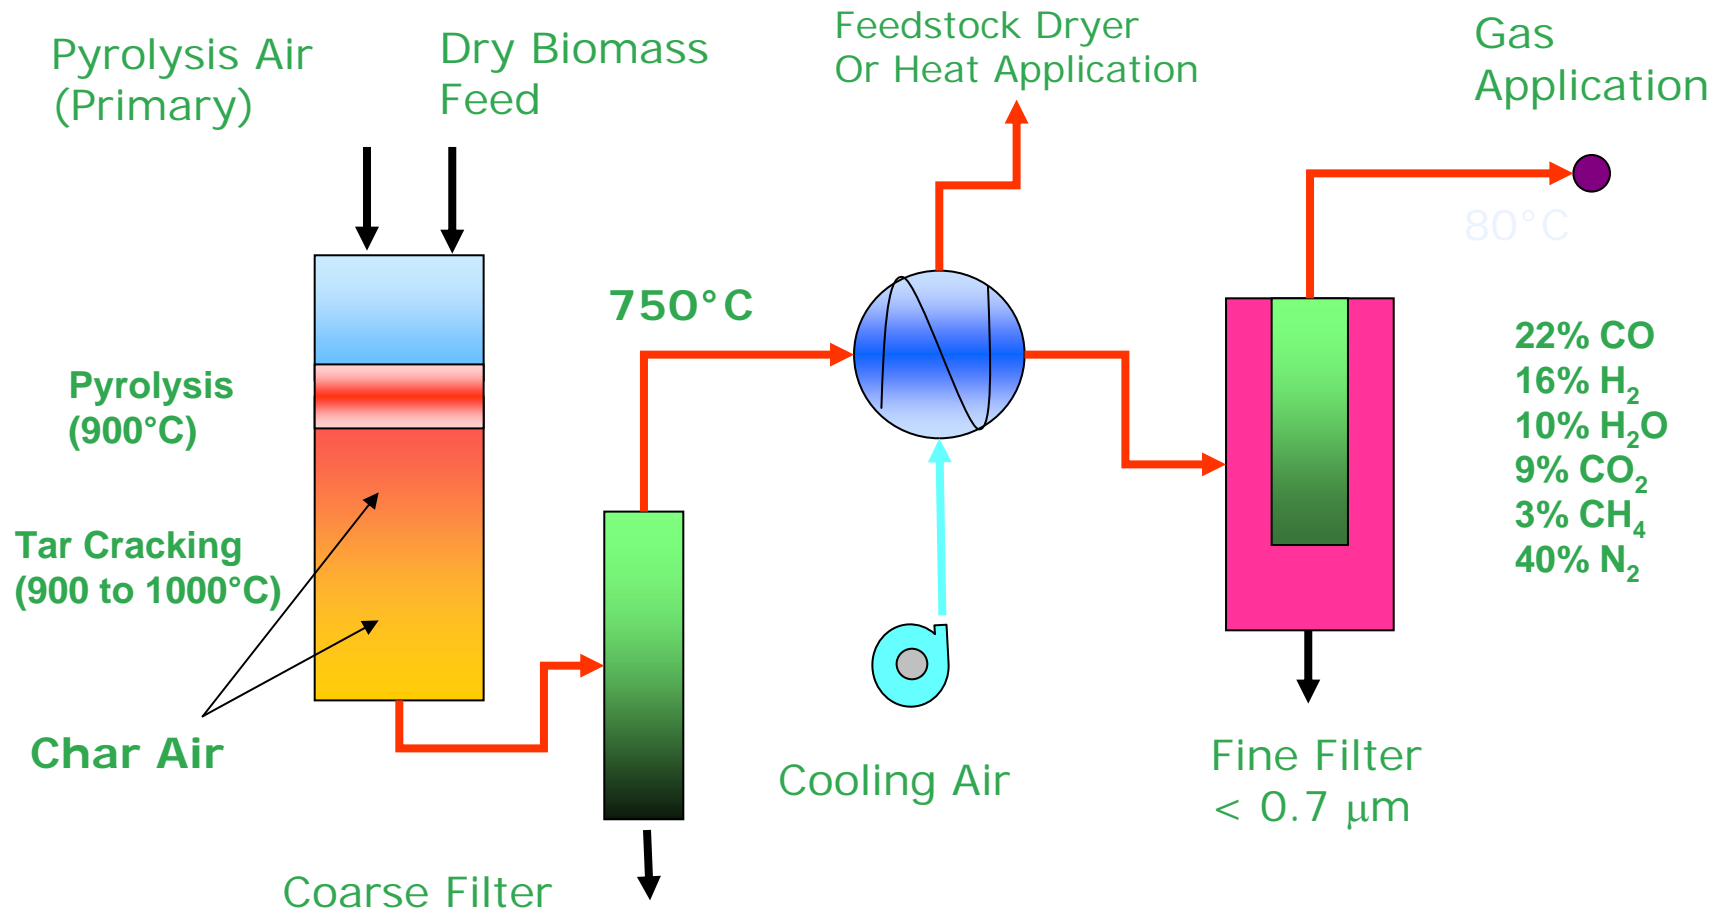 Pyrolysis Air
(Primary)
Dry Biomass
Feed
Feedstock Dryer
Or Heat Application
Gas
Application
80°C
750°C
Pyrolysis
(900°C)
Tar Cracking
(900 to 1000°C)
Char Air
Coarse Filter
Cooling Air
Fine Filter
< 0.7 μm
22% CO
16% H₂
10% H₂O
9% CO₂
3% CH₄
40% N₂